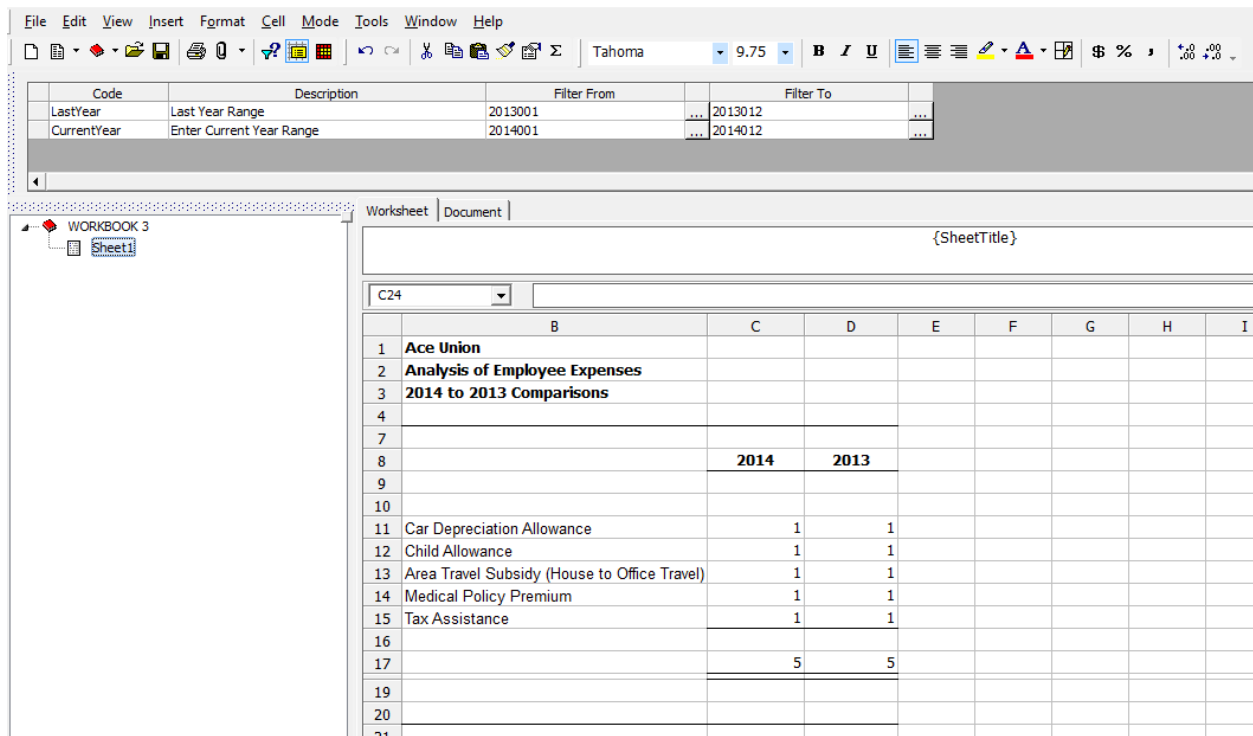 File Edit View Insert Format Cell Mode Tools Window Help
Tahoma 9.75 B I U $ % , .0 .00 .00 .0
Code Description Filter From Filter To
LastYear Last Year Range 2013001 ... 2013012 ...
CurrentYear Enter Current Year Range 2014001 ... 2014012 ...
WORKBOOK 3
Sheet1
Worksheet Document
{SheetTitle}
C24
B C D E F G H I
1 Ace Union
2 Analysis of Employee Expenses
3 2014 to 2013 Comparisons
4
7
8 2014 2013
9
10
11 Car Depreciation Allowance 1 1
12 Child Allowance 1 1
13 Area Travel Subsidy (House to Office Travel) 1 1
14 Medical Policy Premium 1 1
15 Tax Assistance 1 1
16
17 5 5
19
20
21